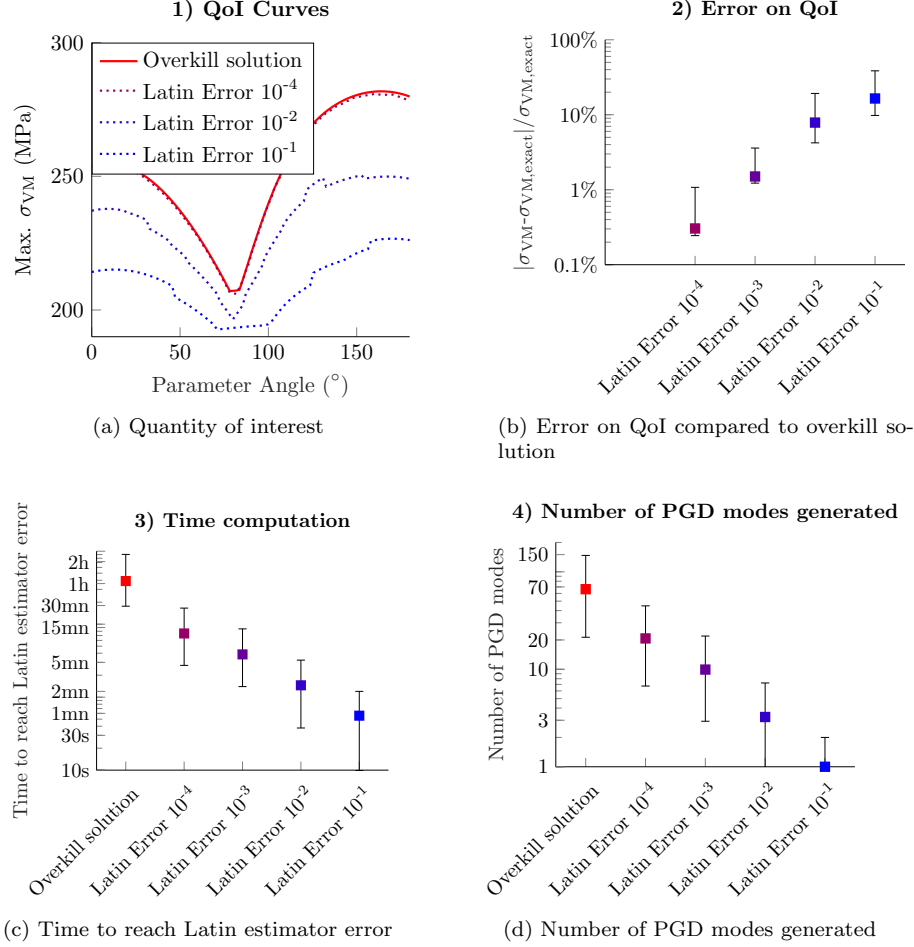 1) QoI Curves
300
250
200
Max. σVM (MPa)
Overkill solution
Latin Error 10-4
Latin Error 10-2
Latin Error 10-1
0
50
100
150
Parameter Angle (°)
(a) Quantity of interest
2) Error on QoI
100%
10%
1%
0.1%
|σVM-σVM,exact|/σVM,exact
Latin Error 10-4
Latin Error 10-3
Latin Error 10-2
Latin Error 10-1
(b) Error on QoI compared to overkill so-
lution
3) Time computation
2h
1h
30mn
15mn
5mn
2mn
1mn
30s
10s
Time to reach Latin estimator error
Overkill solution
Latin Error 10-4
Latin Error 10-3
Latin Error 10-2
Latin Error 10-1
(c) Time to reach Latin estimator error
4) Number of PGD modes generated
150
70
20
10
3
1
Number of PGD modes
Overkill solution
Latin Error 10-4
Latin Error 10-3
Latin Error 10-2
Latin Error 10-1
(d) Number of PGD modes generated